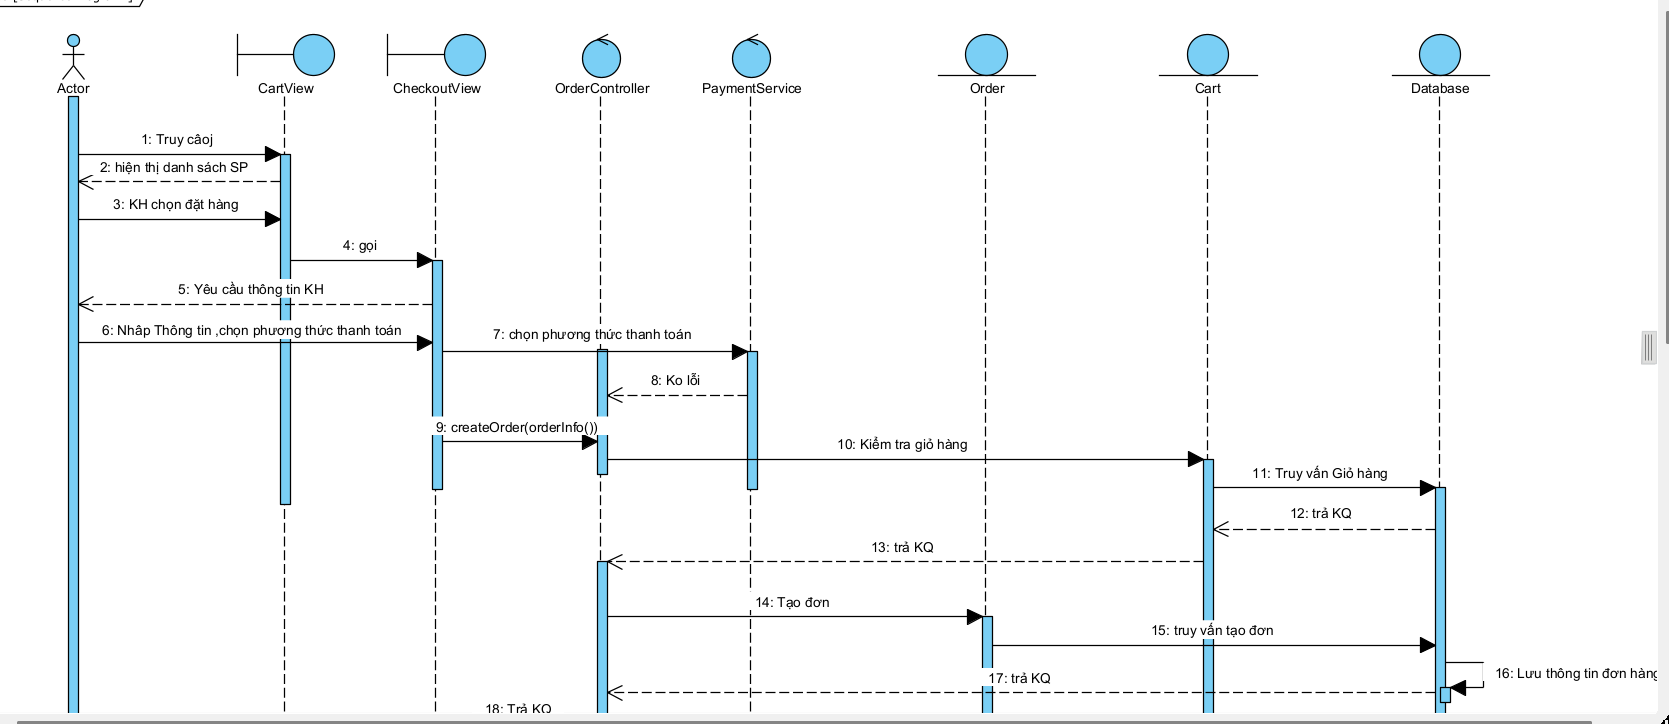 Actor
CartView
CheckoutView
OrderController
PaymentService
Order
Cart
Database
1: Truy câoj
2: hiện thị danh sách SP
3: KH chọn đặt hàng
4: gọi
5: Yêu cầu thông tin KH
6: Nhâp Thông tin ,chọn phương thức thanh toán
7: chọn phương thức thanh toán
8: Ko lỗi
9: createOrder(orderInfo())
10: Kiểm tra giỏ hàng
11: Truy vấn Giỏ hàng
12: trả KQ
13: trả KQ
14: Tạo đơn
15: truy vấn tạo đơn
16: Lưu thông tin đơn hàng
17: trả KQ
18: Trả KQ